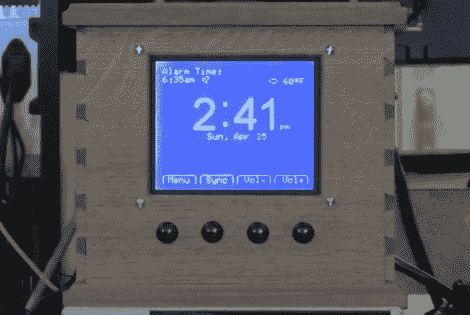 Alarm Time:
6:35am 60°F
2:41 pm
Sun, Apr 25
Menu Sync Vol- Vol+